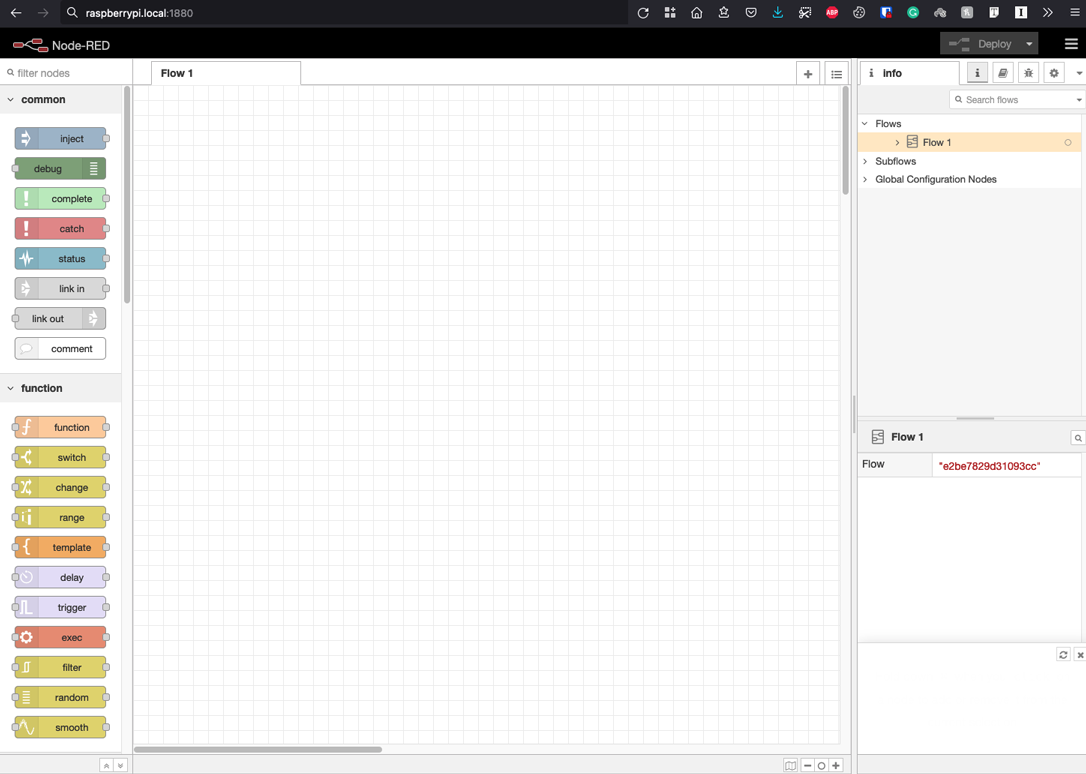 raspberrypi.local:1880
ABP
Node-RED
Deploy
filter nodes
Flow 1
info
common
inject
debug
complete
catch
status
link in
link out
comment
function
function
switch
change
range
template
delay
trigger
exec
filter
random
smooth
Search flows
Flows
Flow 1
Subflows
Global Configuration Nodes
Flow 1
Flow
"e2be7829d31093cc"